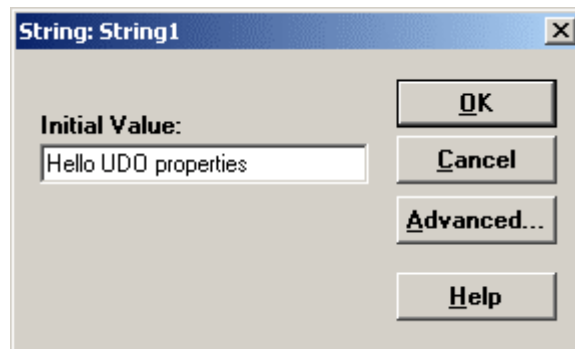 String: String1
Initial Value:
Hello UDO properties
OK
Cancel
Advanced...
Help